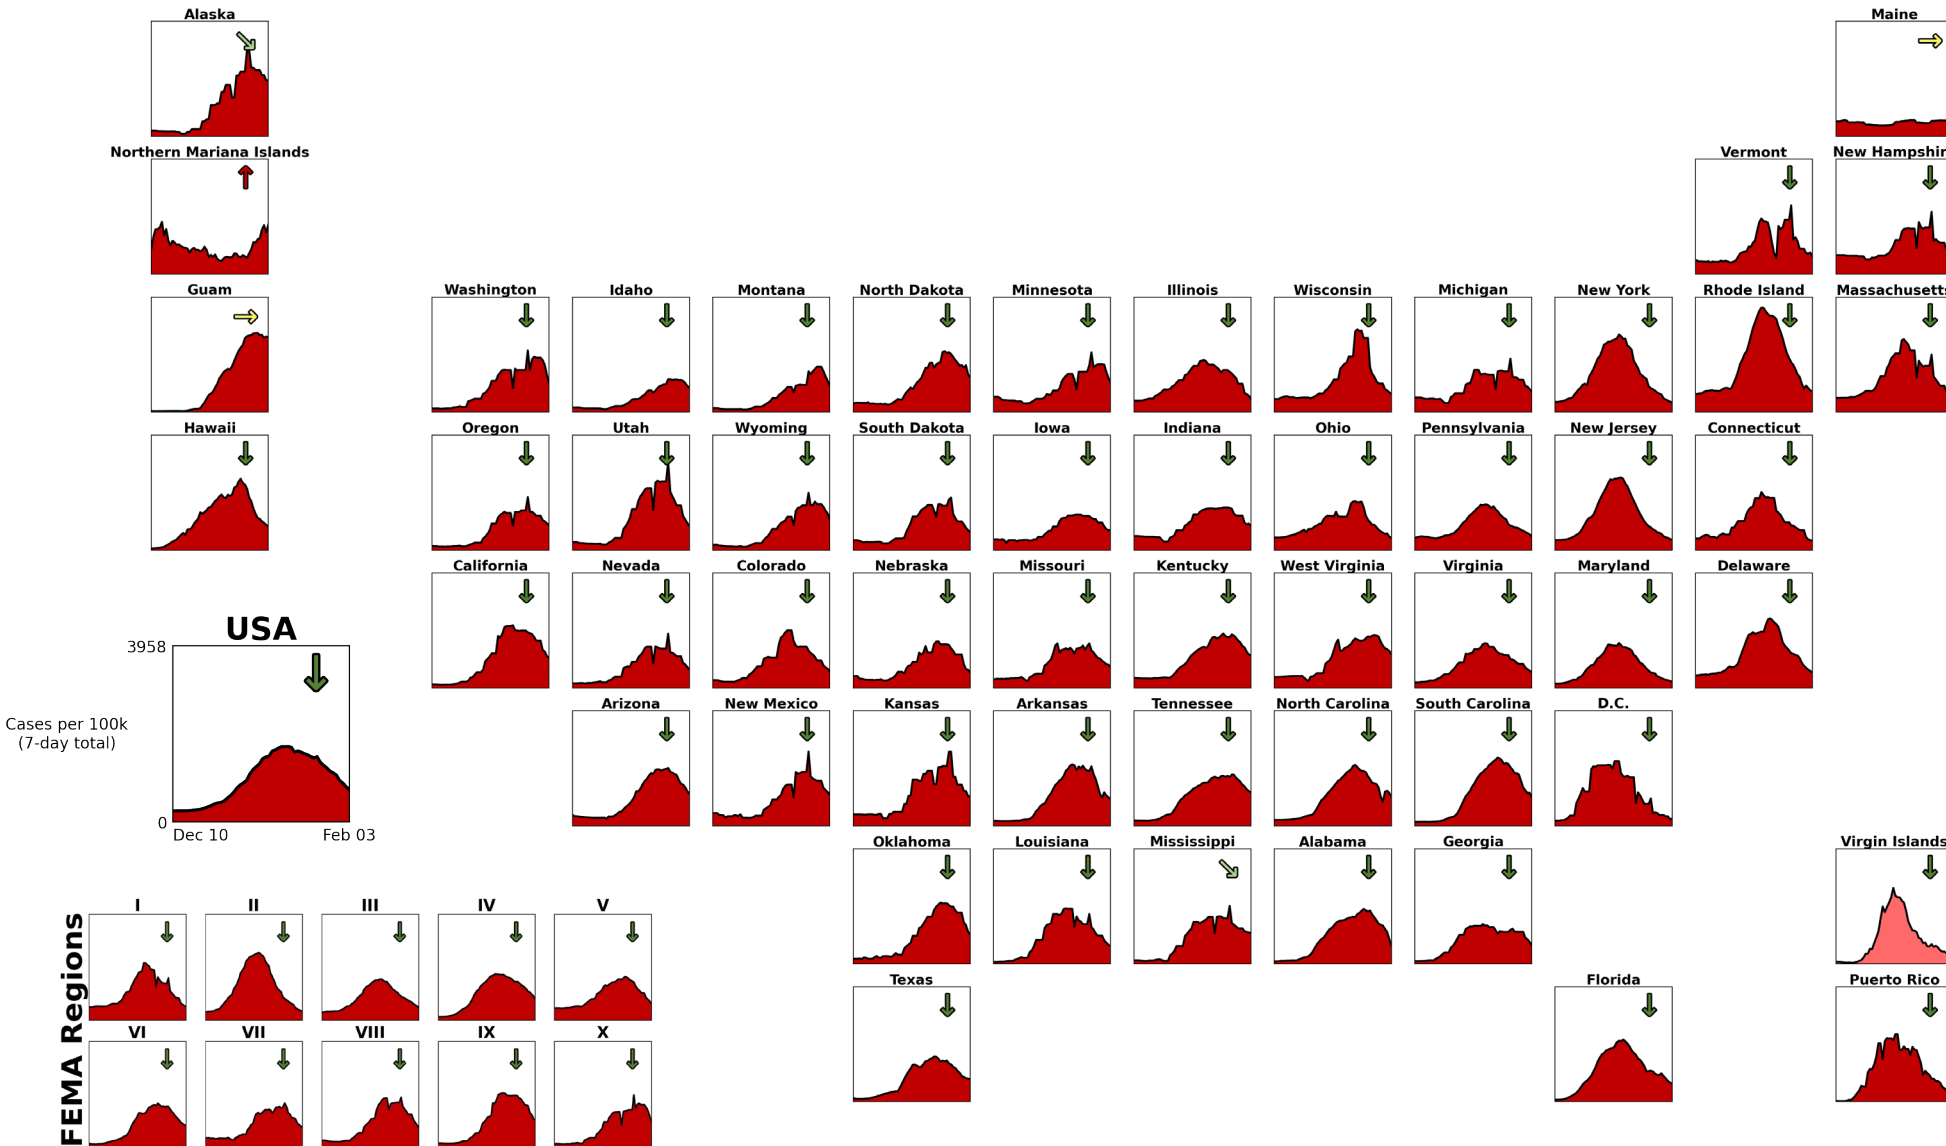 Alaska
Maine
Northern Mariana Islands
Vermont
New Hampshir
Guam
Washington
Idaho
Montana
North Dakota
Minnesota
Illinois
Wisconsin
Michigan
New York
Rhode Island
Massachusetts
Hawaii
Oregon
Utah
Wyoming
South Dakota
Iowa
Indiana
Ohio
Pennsylvania
New Jersey
Connecticut
California
Nevada
Colorado
Nebraska
Missouri
Kentucky
West Virginia
Virginia
Maryland
Delaware
USA
3958
Cases per 100k
(7-day total)
0
Dec 10
Feb 03
Arizona
New Mexico
Kansas
Arkansas
Tennessee
North Carolina
South Carolina
D.C.
Oklahoma
Louisiana
Mississippi
Alabama
Georgia
Virgin Islands
Texas
Florida
Puerto Rico
FEMA Regions
I
II
III
IV
V
VI
VII
VIII
IX
X